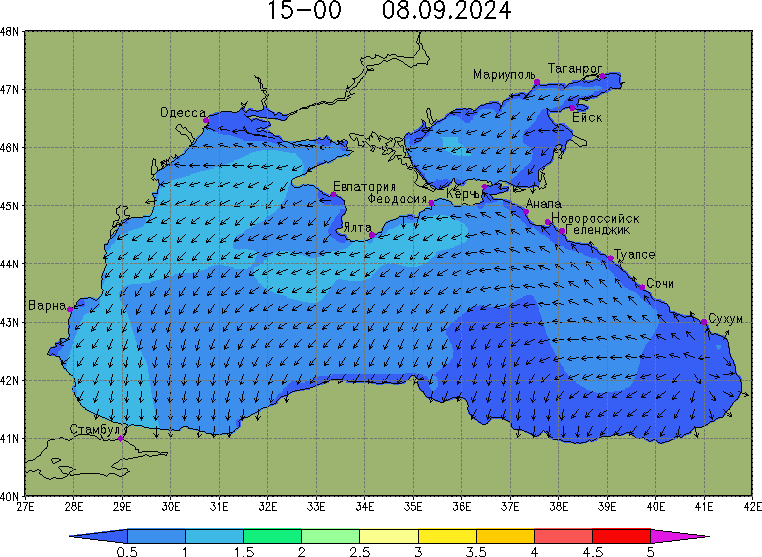 15-00 08.09.2024
48N
47N
46N
45N
44N
43N
42N
41N
40N
Таганрог
Мариуполь
Ейск
Одесса
Евпатория
Феодосия
Керчь
Анапа
Новороссийск
Геленджик
Ялта
Туапсе
Сочи
Варна
Сухум
Стамбул
27E 28E 29E 30E 31E 32E 33E 34E 35E 36E 37E 38E 39E 40E 41E 42E
0.5 1 1.5 2 2.5 3 3.5 4 4.5 5